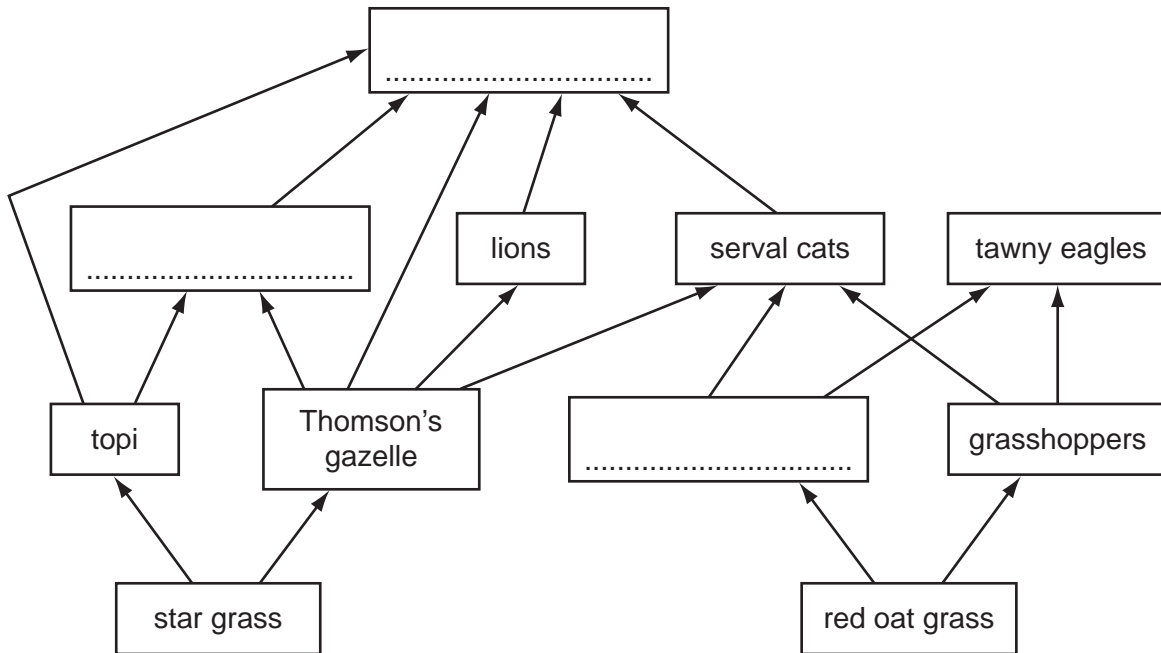 ................................
................................
lions
serval cats
tawny eagles
topi
Thomson’s
gazelle
................................
grasshoppers
star grass
red oat grass